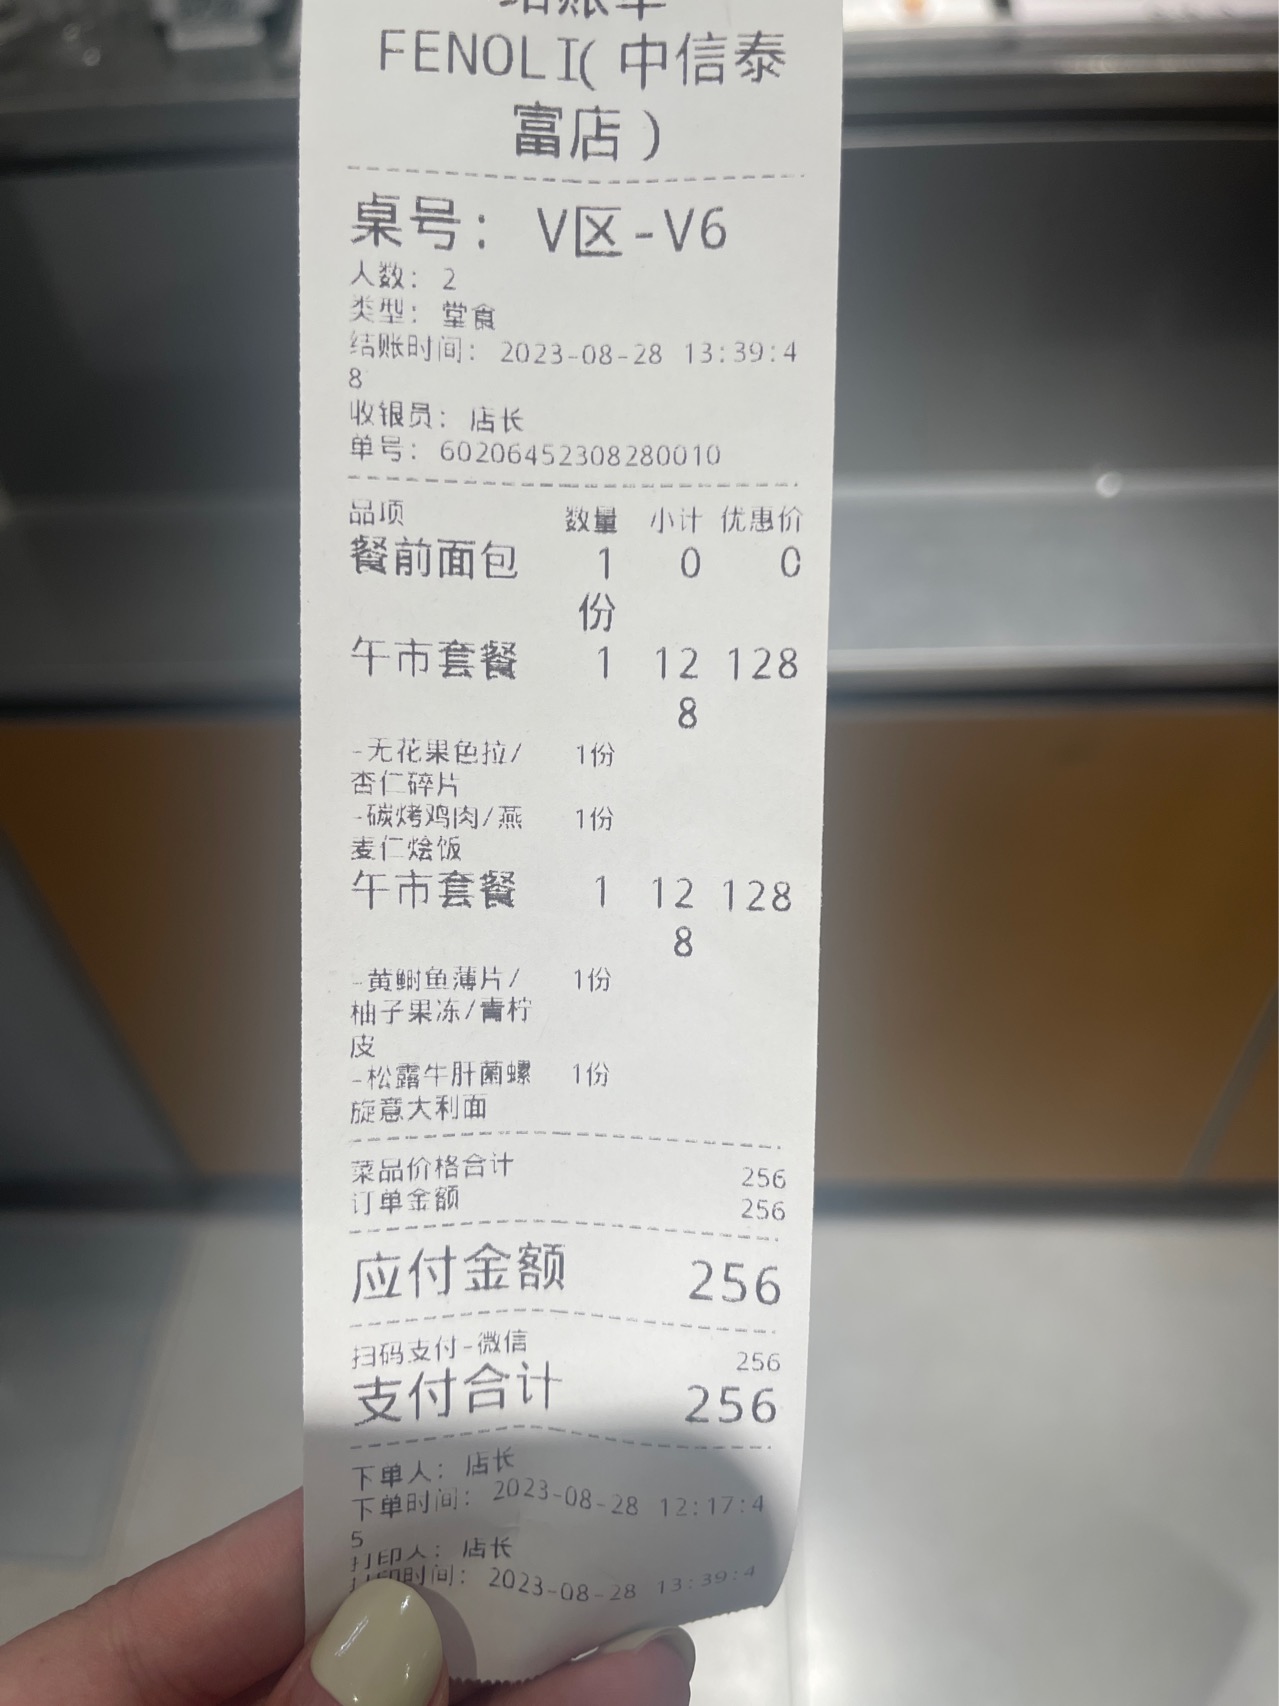 结账单
FENOLI(中信泰
富店)
桌号: V区-V6
人数: 2
类型: 堂食
结账时间: 2023-08-28 13:39:4
8
收银员: 店长
单号: 60206452308280010
品项 数量 小计 优惠价
餐前面包 1 0 0
份
午市套餐 1 12 128
8
-无花果色拉/ 1份
杏仁碎片
-碳烤鸡肉/燕 1份
麦仁烩饭
午市套餐 1 12 128
8
-黄鰤鱼薄片/ 1份
柚子果冻/青柠
皮
-松露牛肝菌螺 1份
旋意大利面
菜品价格合计 256
订单金额 256
应付金额 256
扫码支付-微信 256
支付合计 256
下单人: 店长
下单时间: 2023-08-28 12:17:4
5
打印人: 店长
打印时间: 2023-08-28 13:39:4